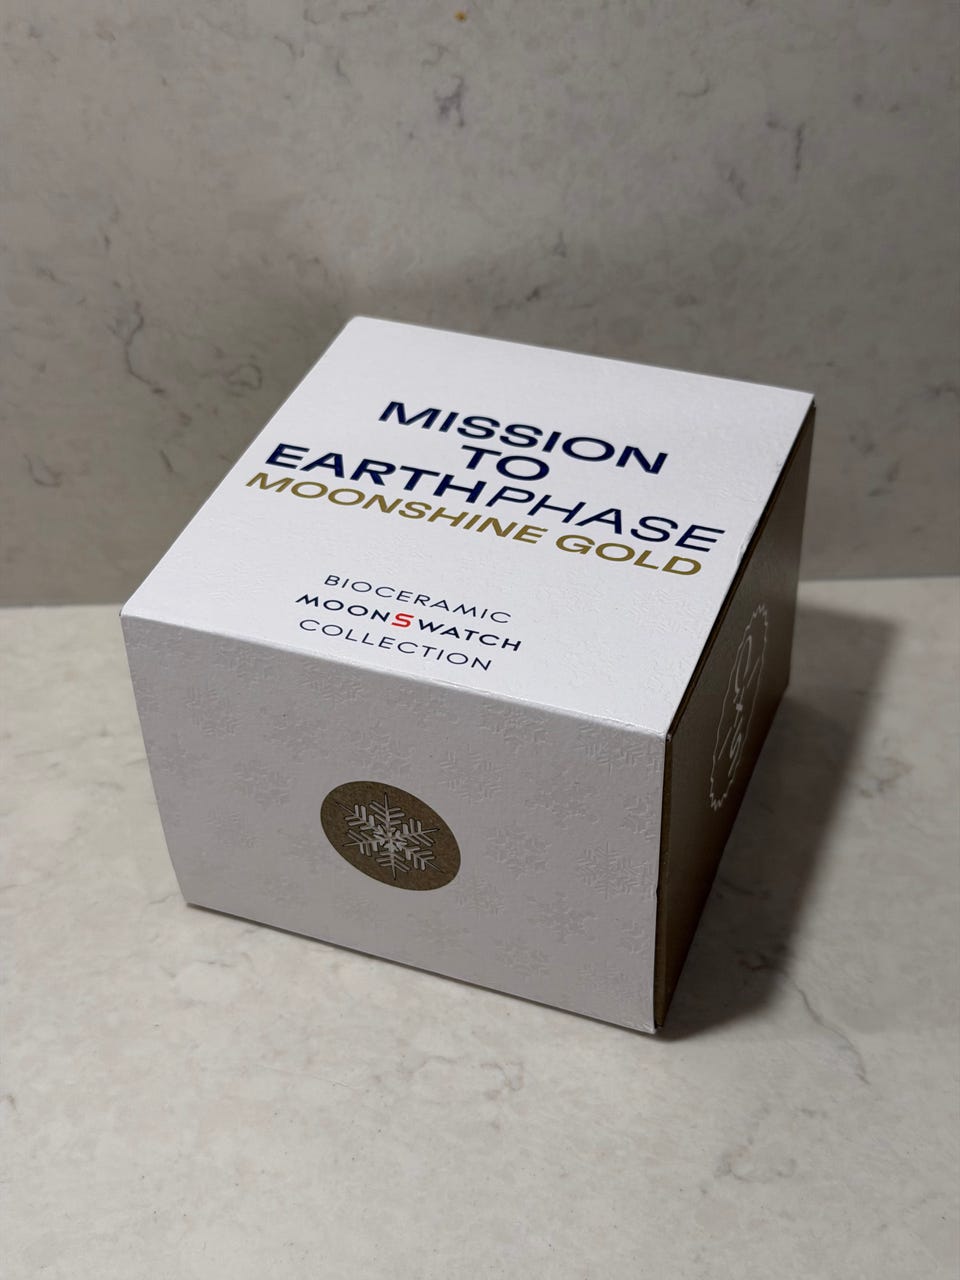 MISSION
TO
EARTHPHASE
MOONSHINE GOLD
BIOCERAMIC
MOONSWATCH
COLLECTION